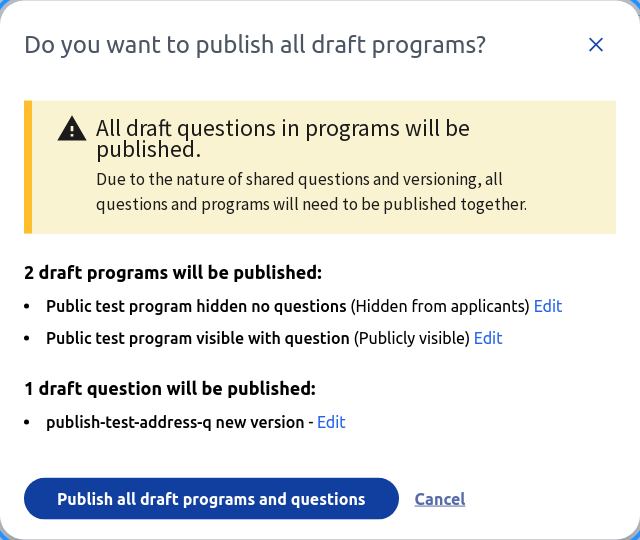 Do you want to publish all draft programs?
All draft questions in programs will be
published.
Due to the nature of shared questions and versioning, all
questions and programs will need to be published together.
2 draft programs will be published:
• Public test program hidden no questions (Hidden from applicants) Edit
• Public test program visible with question (Publicly visible) Edit
1 draft question will be published:
• publish-test-address-q new version - Edit
Publish all draft programs and questions Cancel